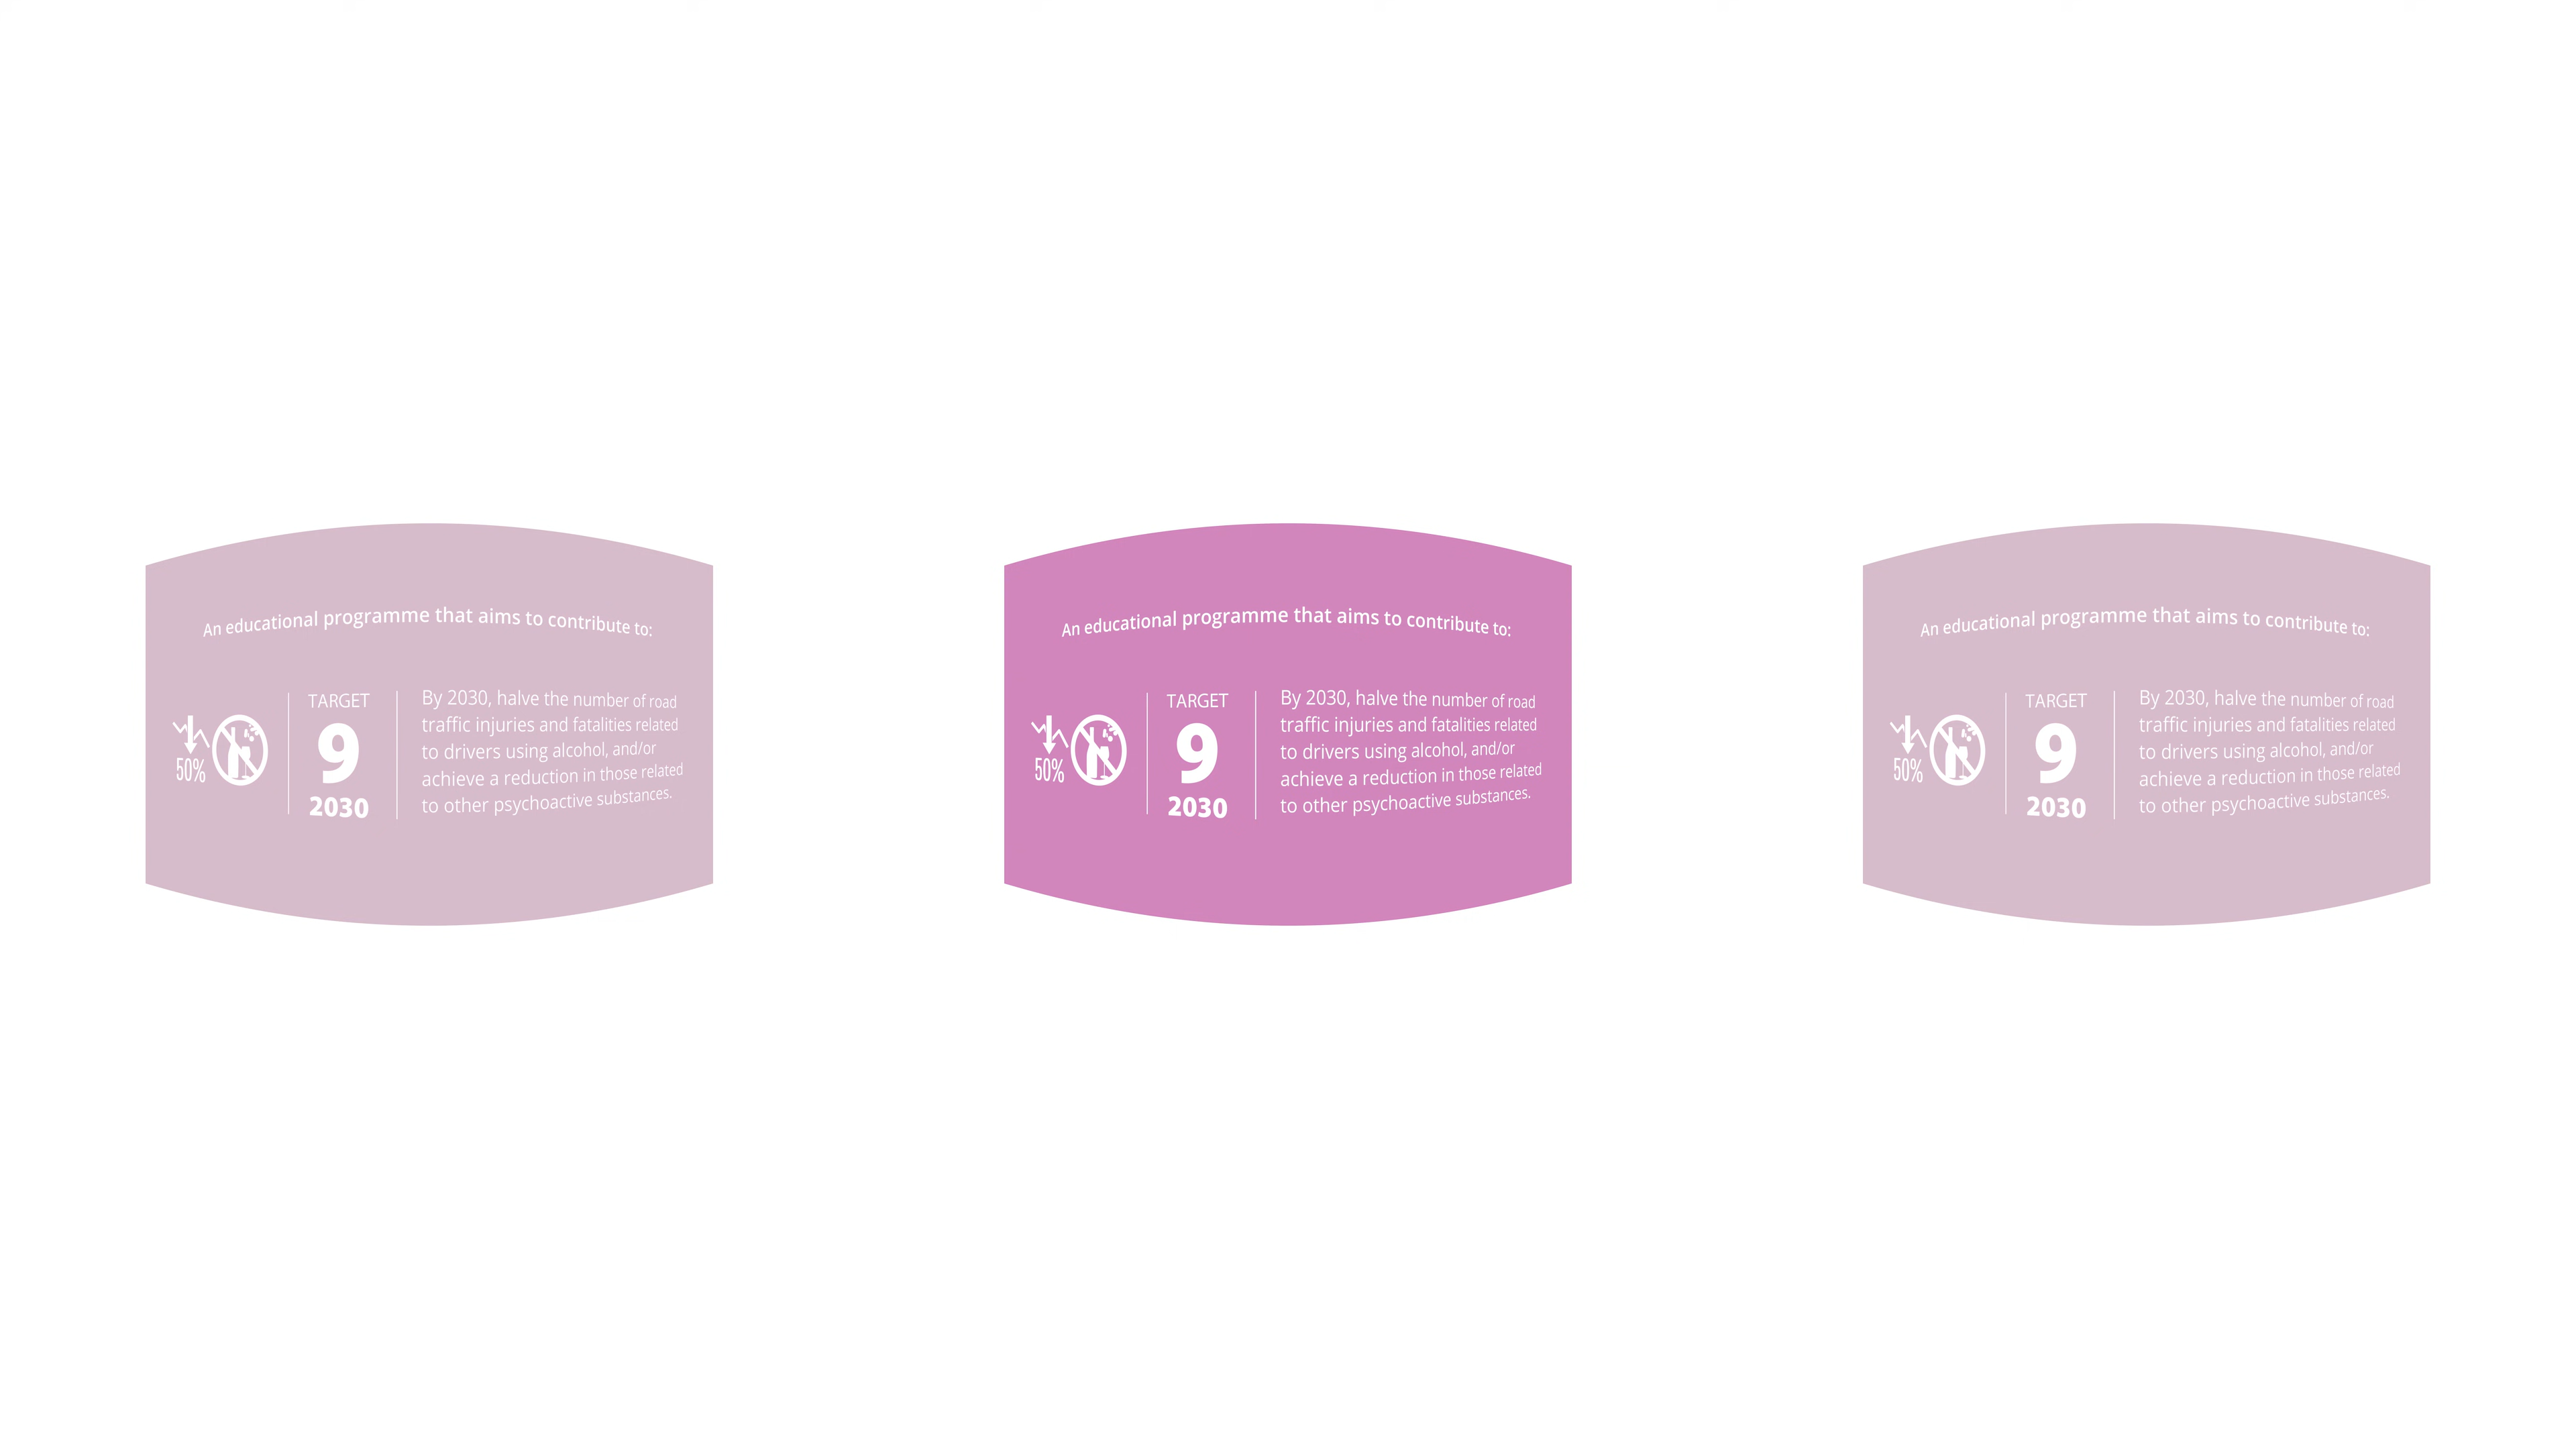 An educational programme that aims to contribute to:
50%
TARGET
9
2030
By 2030, halve the number of road
traffic injuries and fatalities related
to drivers using alcohol, and/or
achieve a reduction in those related
to other psychoactive substances.
An educational programme that aims to contribute to:
50%
TARGET
9
2030
By 2030, halve the number of road
traffic injuries and fatalities related
to drivers using alcohol, and/or
achieve a reduction in those related
to other psychoactive substances.
An educational programme that aims to contribute to:
50%
TARGET
9
2030
By 2030, halve the number of road
traffic injuries and fatalities related
to drivers using alcohol, and/or
achieve a reduction in those related
to other psychoactive substances.